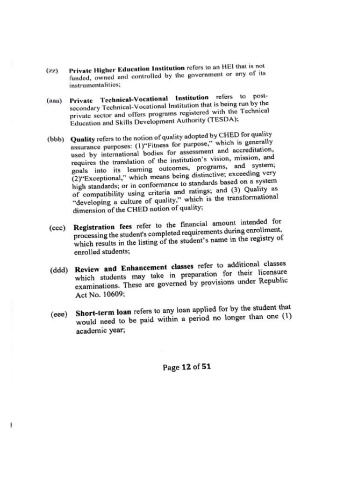 (zz) Private Higher Education Institution refers to an HEI that is not
funded, owned and controlled by the government or any of its
instrumentalities;
(aaa) Private Technical-Vocational Institution refers to post-
secondary Technical-Vocational Institution that is being run by the
private sector and offers programs registered with the Technical
Education and Skills Development Authority (TESDA);
(bbb) Quality refers to the notion of quality adopted by CHED for quality
assurance purposes: (1)"Fitness for purpose," which is generally
used by international bodies for assessment and accreditation,
requires the translation of the institution's vision, mission, and
goals into its learning outcomes, programs, and system;
(2)"Exceptional," which means being distinctive; exceeding very
high standards; or in conformance to standards based on a system
of compatibility using criteria and ratings; and (3) Quality as
"developing a culture of quality," which is the transformational
dimension of the CHED notion of quality;
(ccc) Registration fees refer to the financial amount intended for
processing the student's completed requirements during enrollment,
which results in the listing of the student's name in the registry of
enrolled students;
(ddd) Review and Enhancement classes refer to additional classes
which students may take in preparation for their licensure
examinations. These are governed by provisions under Republic
Act No. 10609;
(eee) Short-term loan refers to any loan applied for by the student that
would need to be paid within a period no longer than one (1)
academic year;
Page 12 of 51